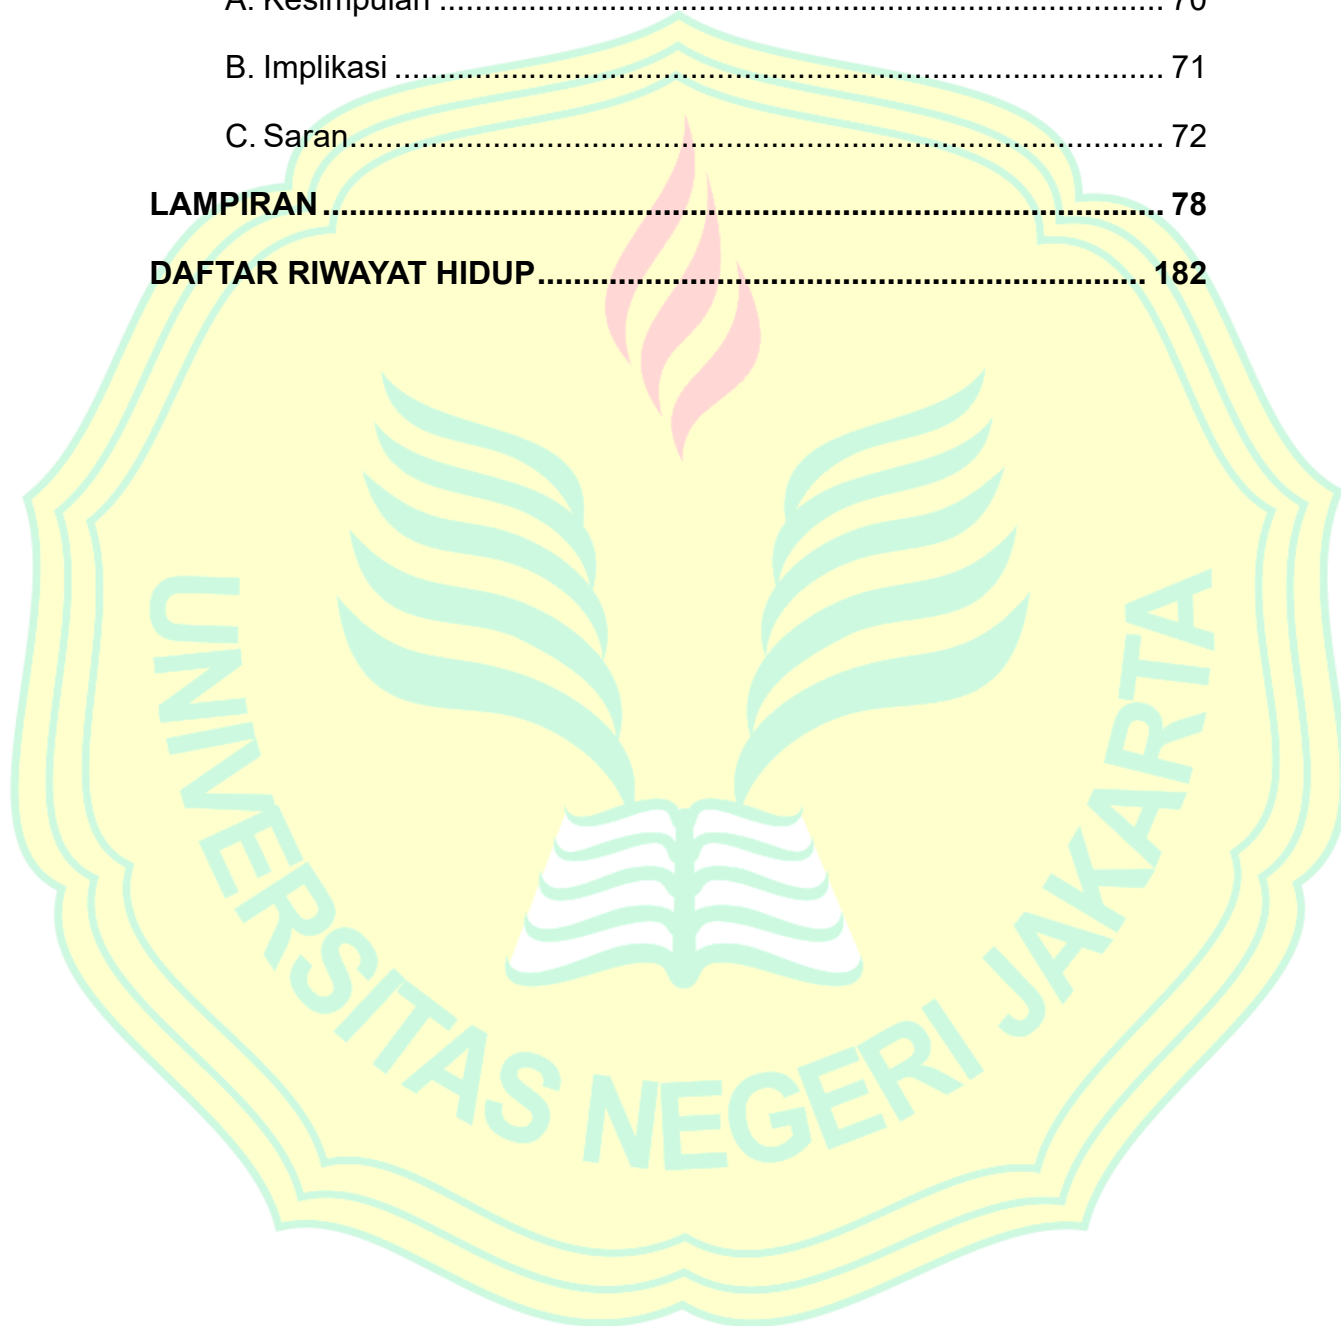 A. Kesimpulan .................................................................................. 70
B. Implikasi ....................................................................................... 71
C. Saran............................................................................................ 72
LAMPIRAN ............................................................................................... 78
DAFTAR RIWAYAT HIDUP..................................................................... 182
UNIVERSITAS NEGERI JAKARTA